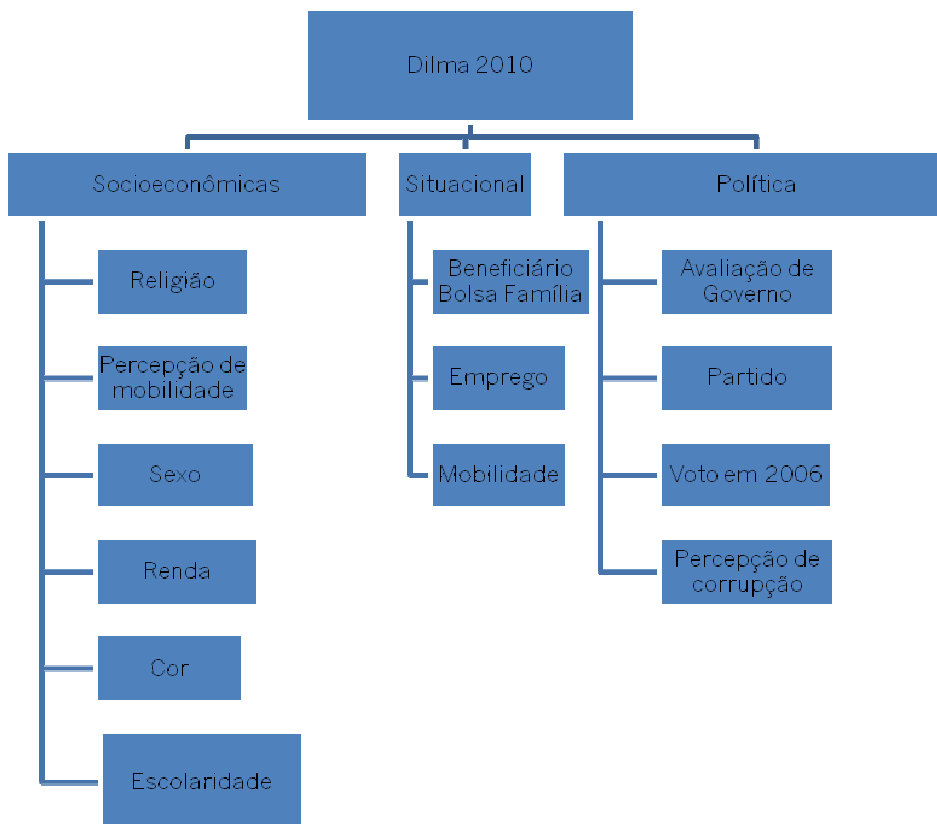 Dilma 2010
Socioeconômicas
Religião
Percepção de
mobilidade
Sexo
Renda
Cor
Escolaridade
Situacional
Beneficiário
Bolsa Família
Emprego
Mobilidade
Política
Avaliação de
Governo
Partido
Voto em 2006
Percepção de
corrupção